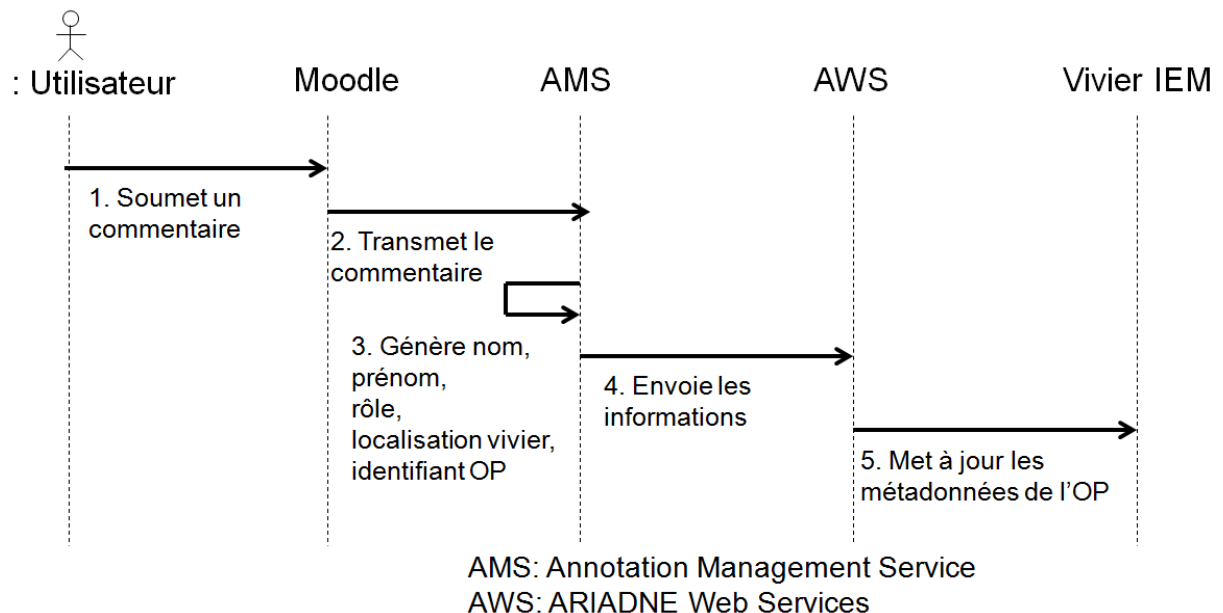 : Utilisateur
Moodle
AMS
AWS
Vivier IEM
1. Soumet un
commentaire
2. Transmet le
commentaire
3. Génère nom,
prénom,
rôle,
localisation vivier,
identifiant OP
4. Envoie les
informations
5. Met à jour les
métadonnées de l’OP
AMS: Annotation Management Service
AWS: ARIADNE Web Services